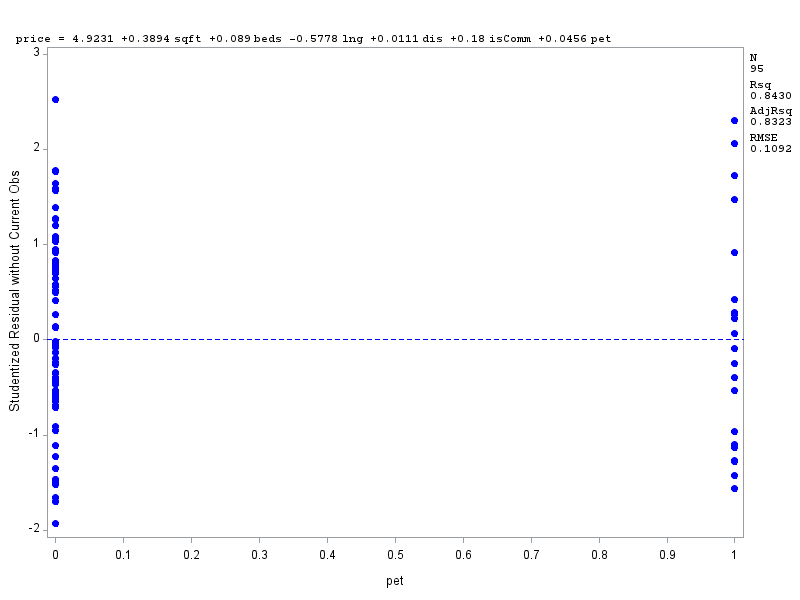 price = 4.9231 +0.3894 sqft +0.089 beds -0.5778 lng +0.0111 dis +0.18 isComm +0.0456 pet
N
95
Rsq
0.8430
AdjRsq
0.8323
RMSE
0.1092
Studentized Residual without Current Obs
3
2
1
0
-1
-2
0 0.1 0.2 0.3 0.4 0.5 0.6 0.7 0.8 0.9 1
pet